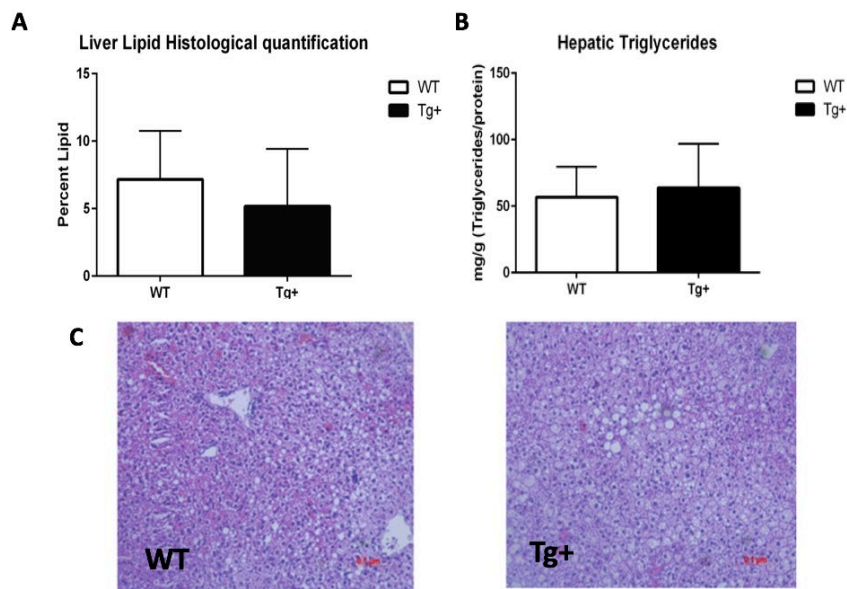 A
Liver Lipid Histological quantification
15
10
5
0
Percent Lipid
WT
Tg+
WT
Tg+
B
Hepatic Triglycerides
150
100
50
0
mg/g (Triglycerides/protein)
WT
Tg+
WT
Tg+
C
WT
Tg+